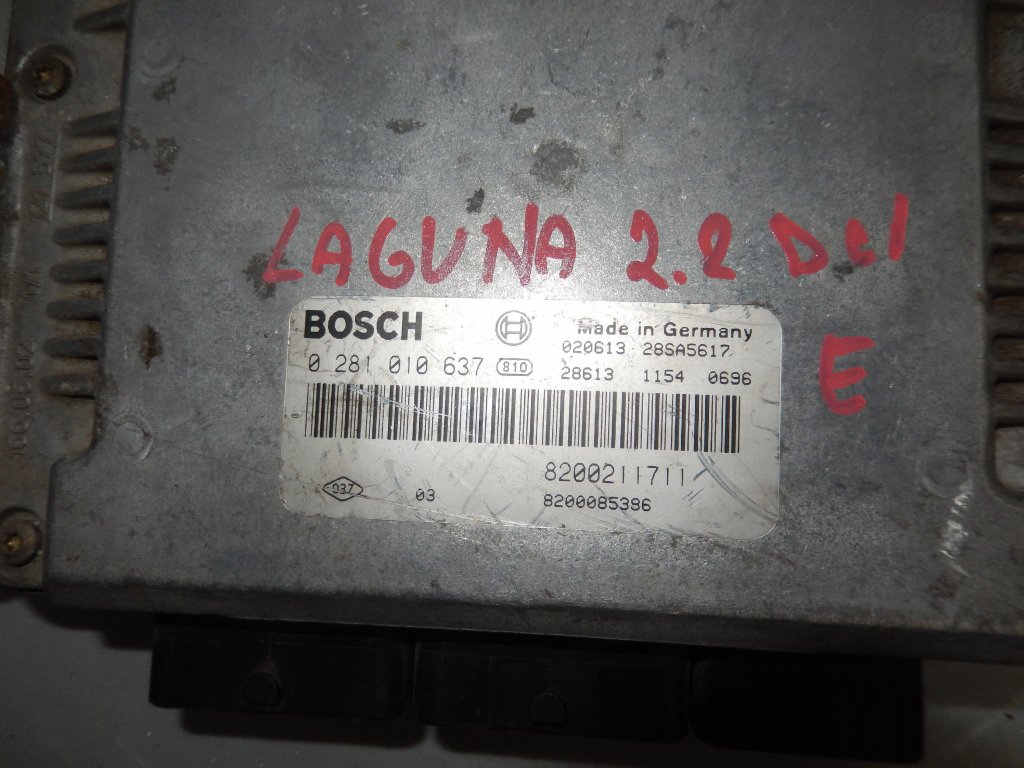 LAGUNA 2.2 DCI
E
BOSCH
Made in Germany
0 281 010 637 810
020613 28SA5617
28613 1154 0696
8200211711
037 03
8200085396